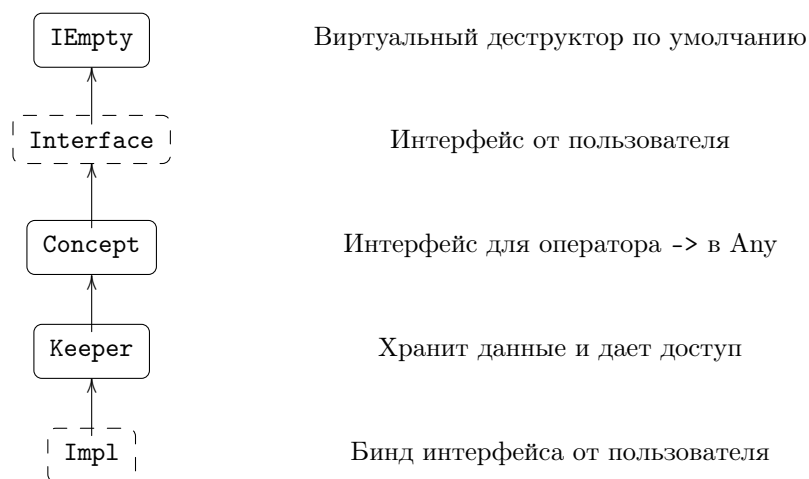 IEmpty Виртуальный деструктор по умолчанию
Interface Интерфейс от пользователя
Concept Интерфейс для оператора -> в Any
Keeper Хранит данные и дает доступ
Impl Бинд интерфейса от пользователя